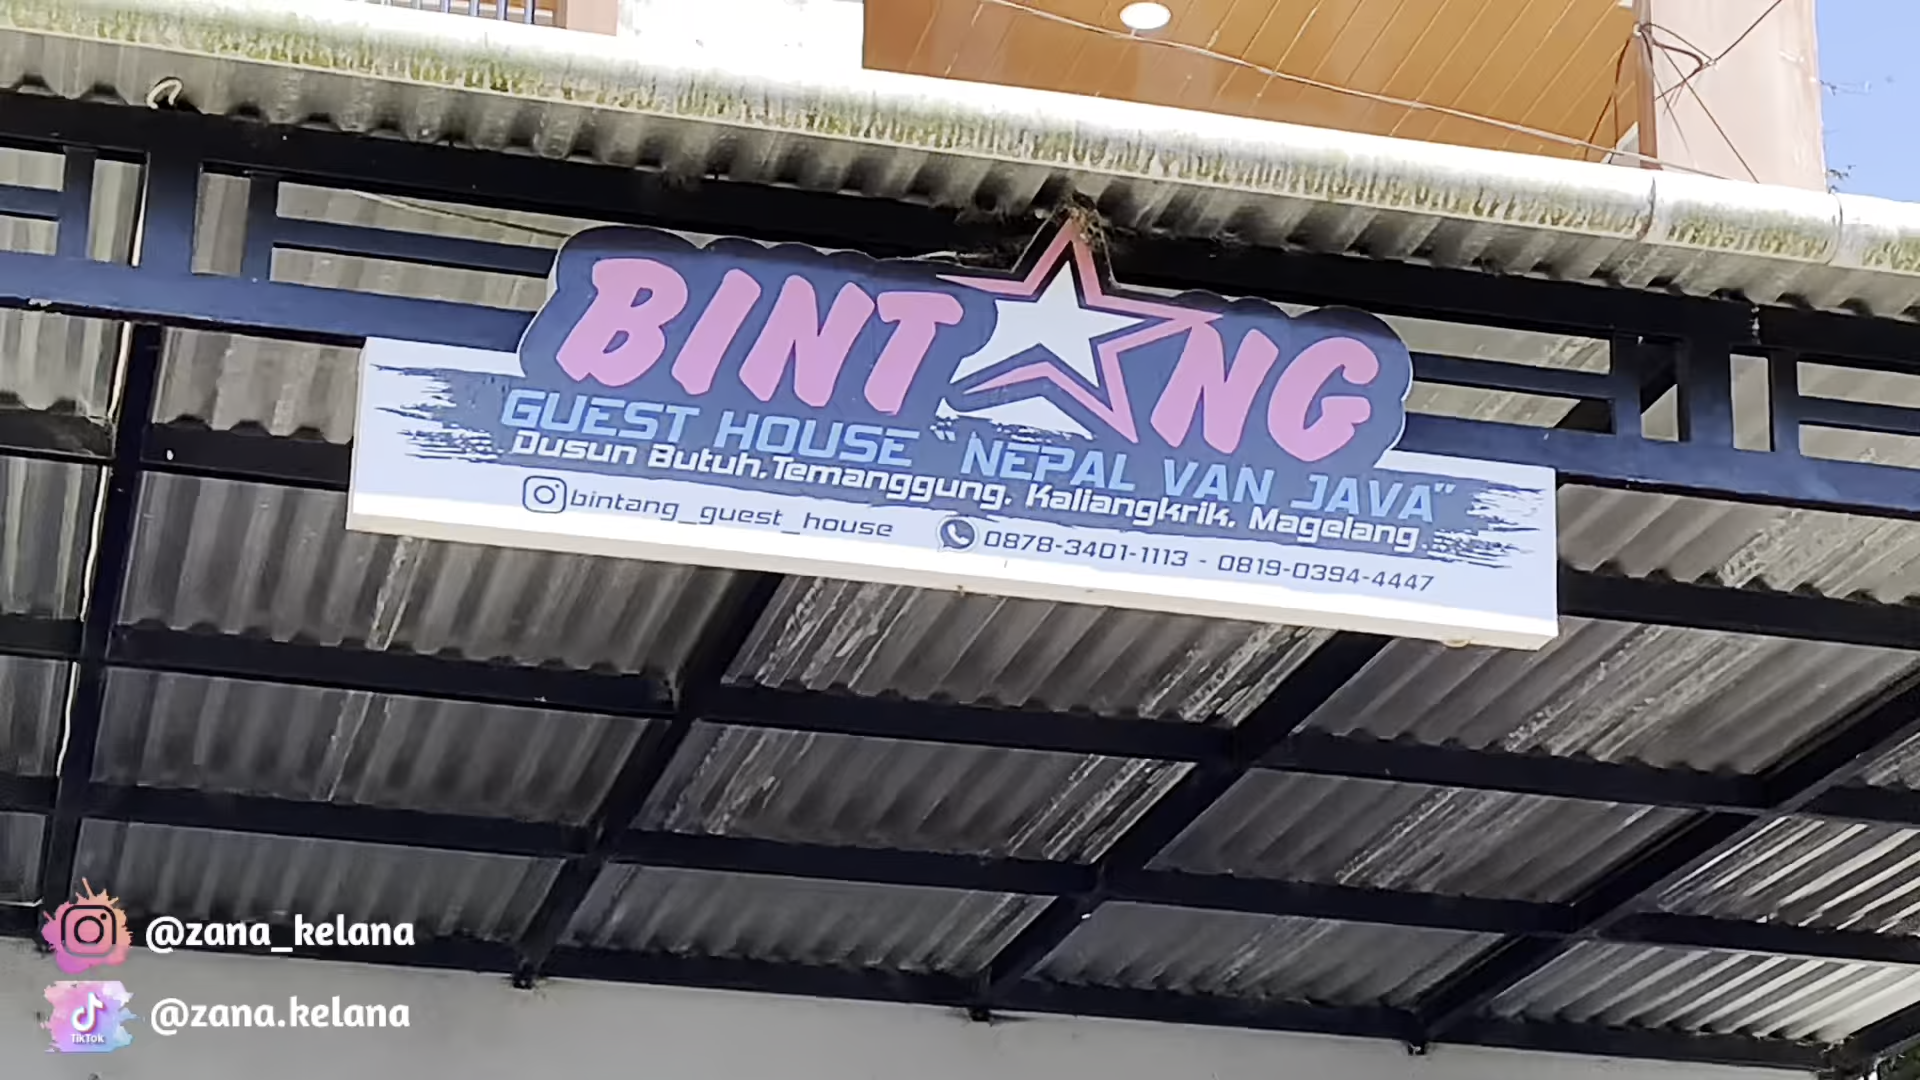 BINTANG
GUEST HOUSE "NEPAL VAN JAVA"
Dusun Butuh, Temanggung, Kaliangkrik, Magelang.
bintang_guest_house 0878-3401-1113 - 0819-0394-4447
@zana_kelana
TikTok
@zana.kelana